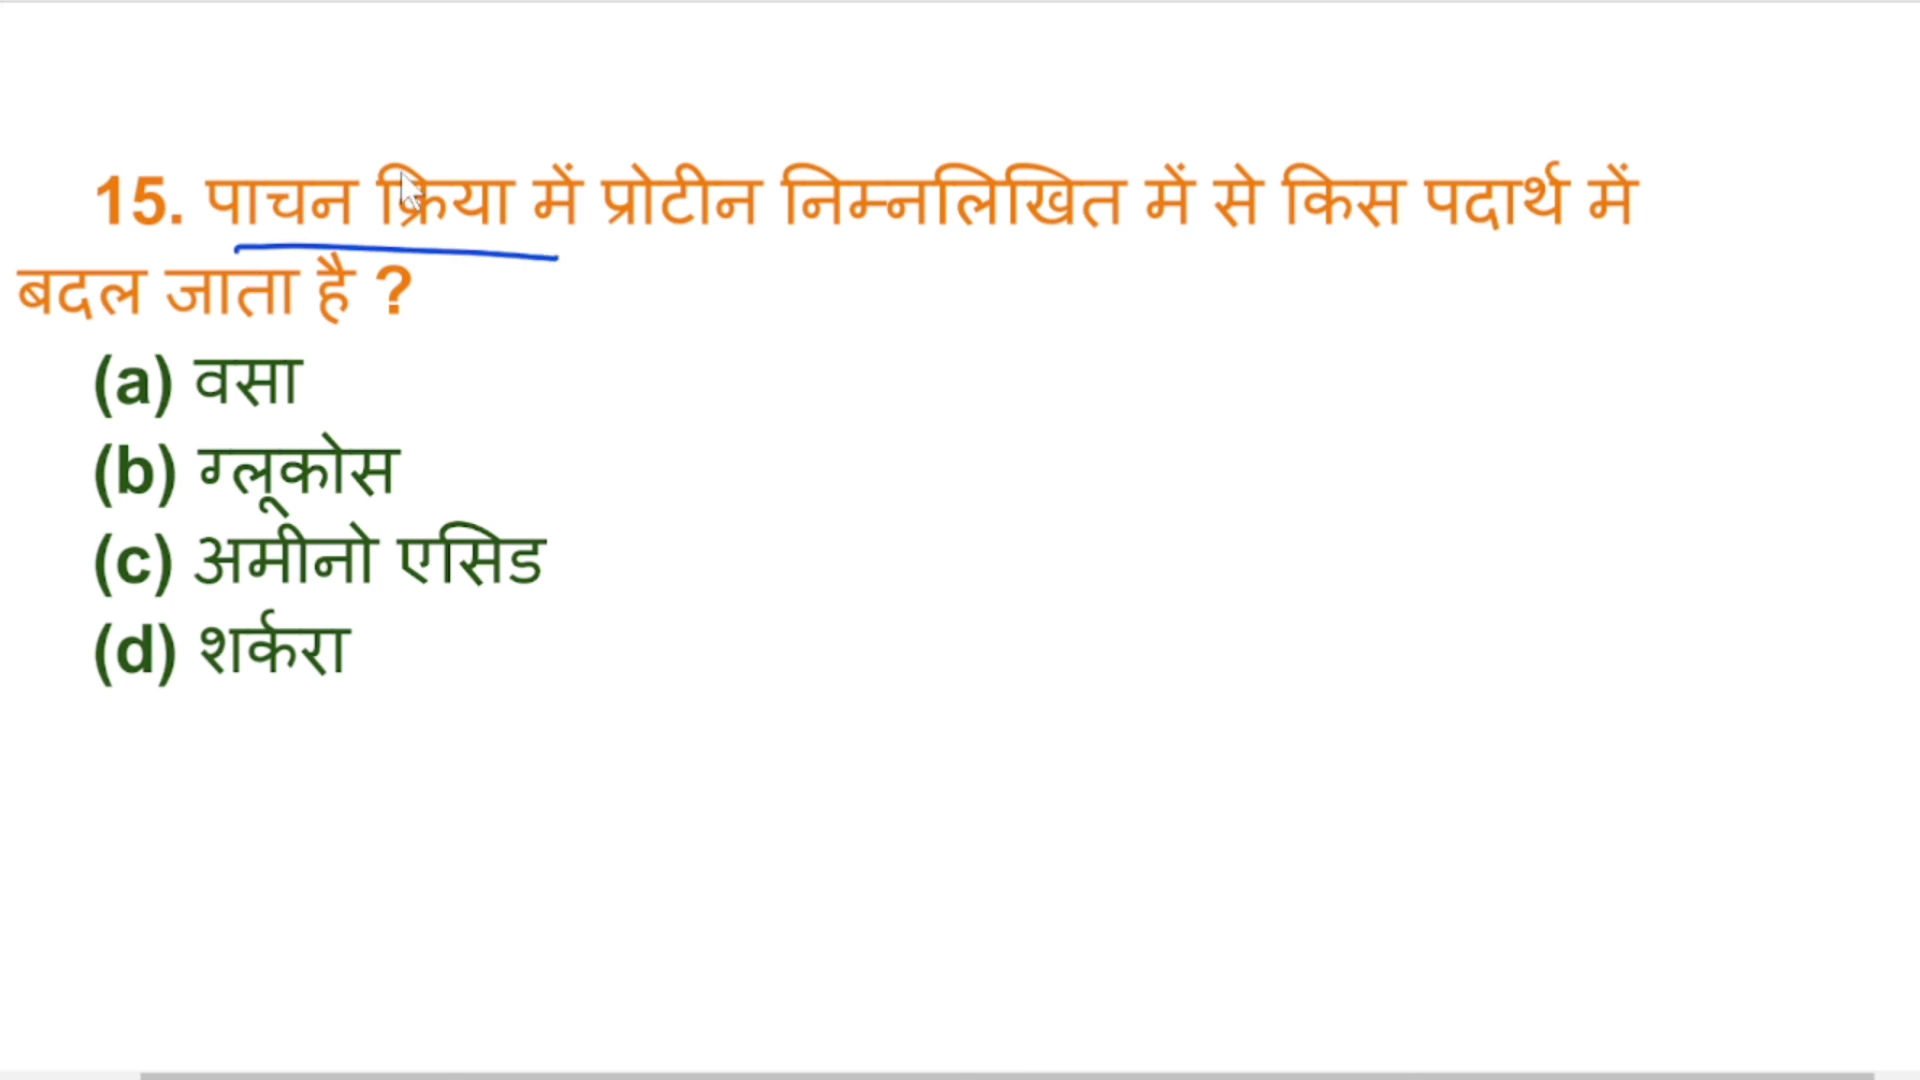 15. पाचन क्रिया में प्रोटीन निम्नलिखित में से किस पदार्थ में
बदल जाता है ?
(a) वसा
(b) ग्लूकोस
(c) अमीनो एसिड
(d) शर्करा